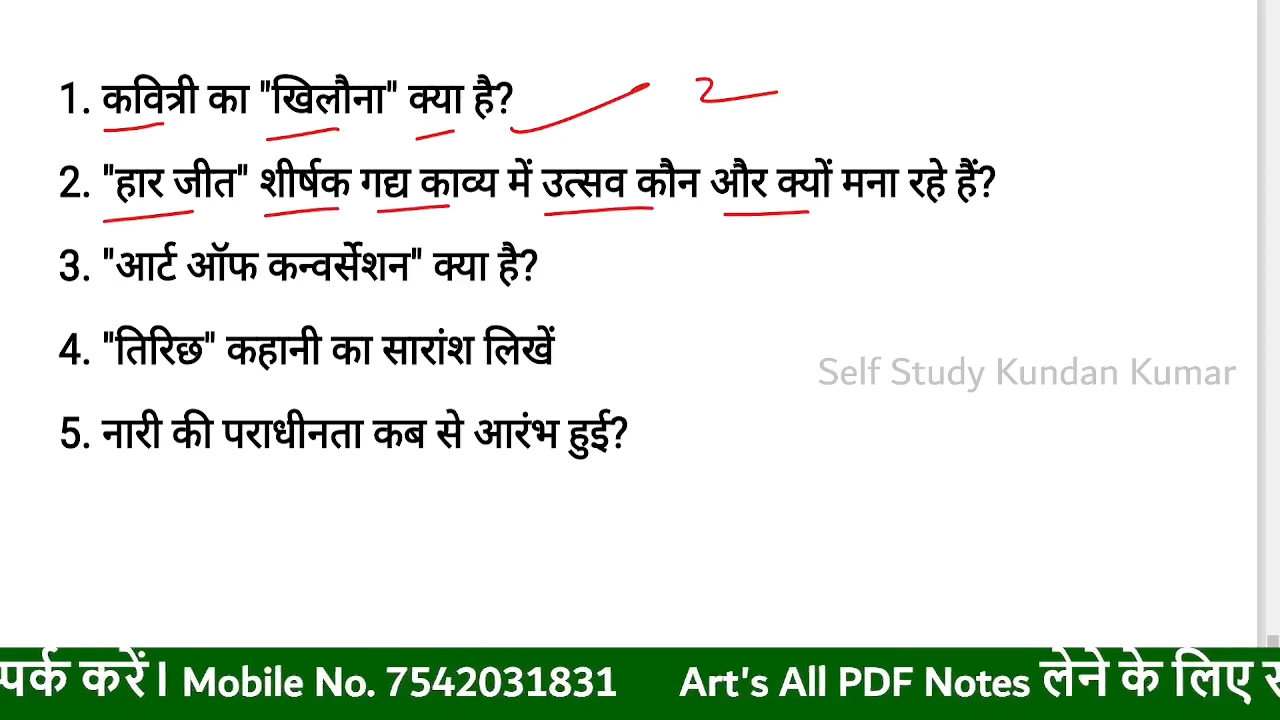 1. कवित्री का "खिलौना" क्या है? 2
2. "हार जीत" शीर्षक गद्य काव्य में उत्सव कौन और क्यों मना रहे हैं?
3. "आर्ट ऑफ कन्वर्सेशन" क्या है?
4. "तिरिछ" कहानी का सारांश लिखें
Self Study Kundan Kumar
5. नारी की पराधीनता कब से आरंभ हुई?
पर्क करें। Mobile No. 7542031831 Art's All PDF Notes लेने के लिए